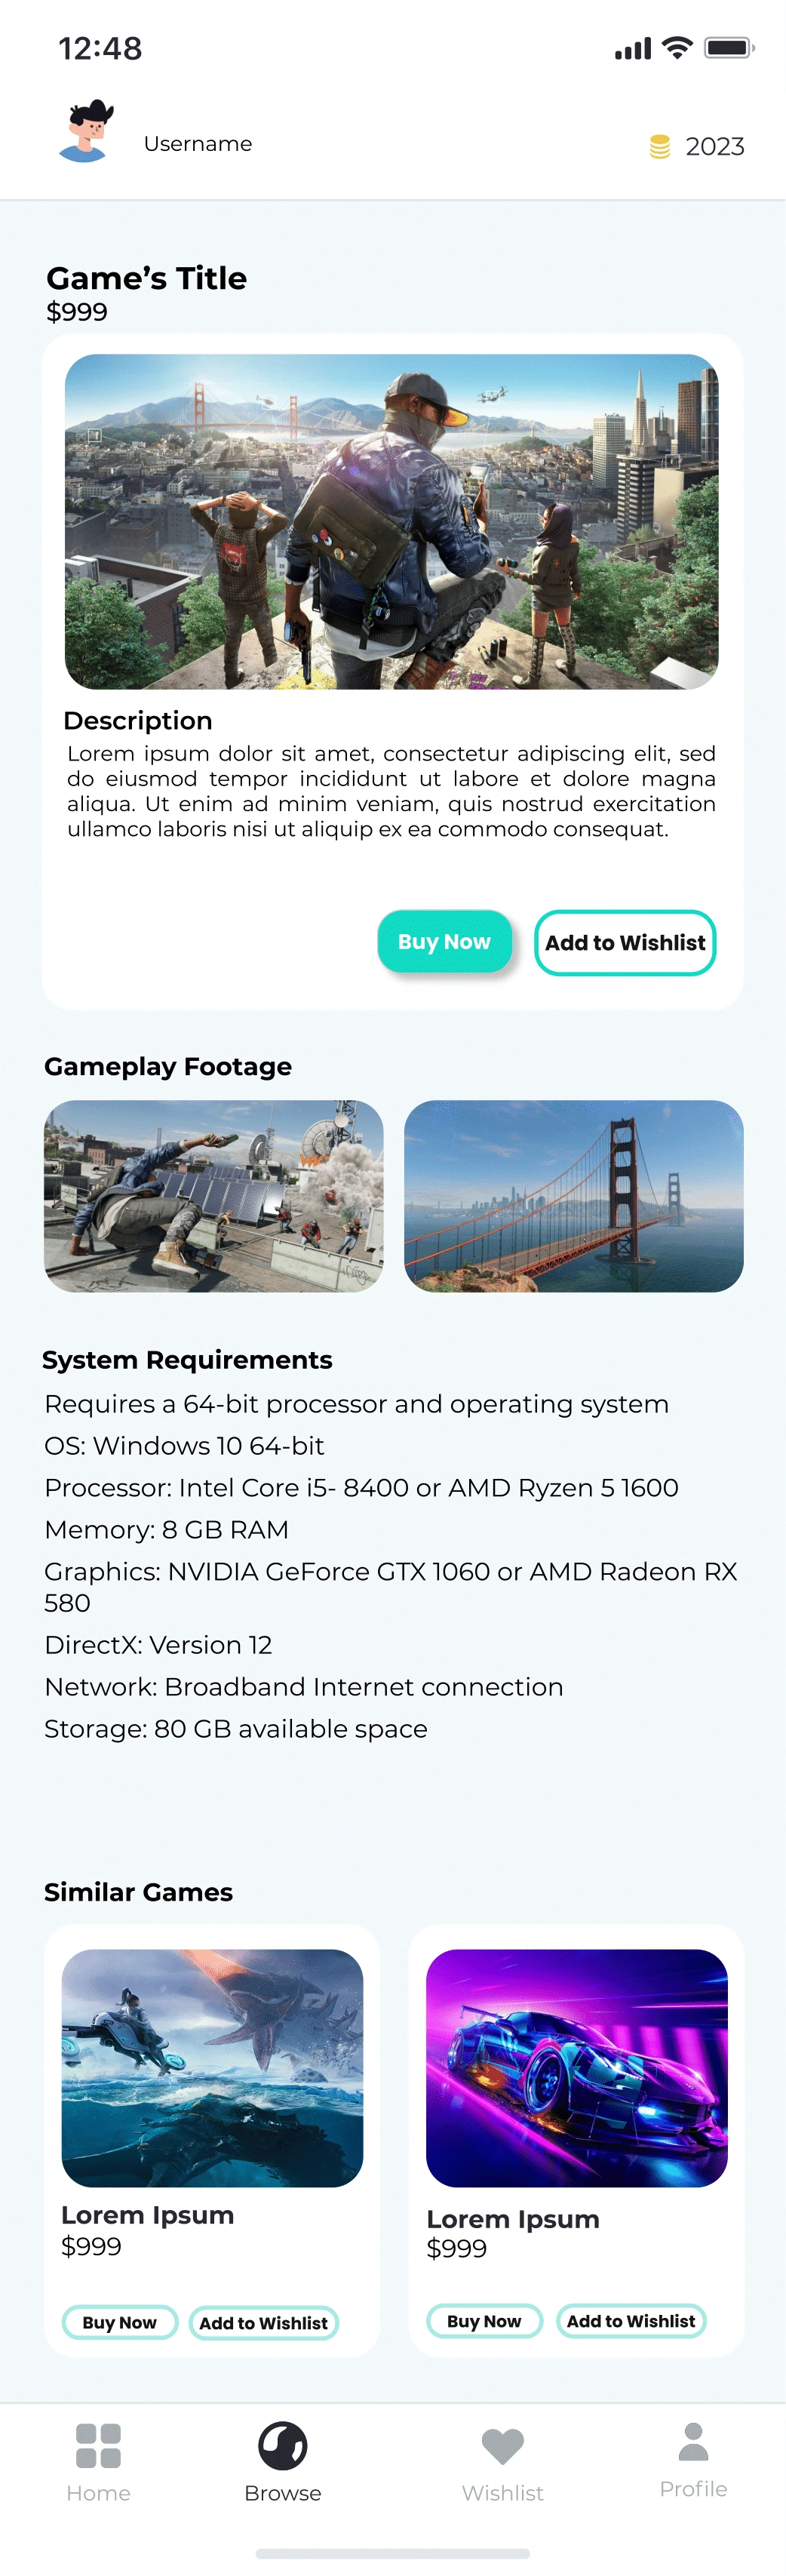 12:48
Username
2023
Game’s Title
$999
Description
Lorem ipsum dolor sit amet, consectetur adipiscing elit, sed
do eiusmod tempor incididunt ut labore et dolore magna
aliqua. Ut enim ad minim veniam, quis nostrud exercitation
ullamco laboris nisi ut aliquip ex ea commodo consequat.
Buy Now
Add to Wishlist
Gameplay Footage
System Requirements
Requires a 64-bit processor and operating system
OS: Windows 10 64-bit
Processor: Intel Core i5- 8400 or AMD Ryzen 5 1600
Memory: 8 GB RAM
Graphics: NVIDIA GeForce GTX 1060 or AMD Radeon RX
580
DirectX: Version 12
Network: Broadband Internet connection
Storage: 80 GB available space
Similar Games
Lorem Ipsum
$999
Buy Now
Add to Wishlist
Lorem Ipsum
$999
Buy Now
Add to Wishlist
Home
Browse
Wishlist
Profile